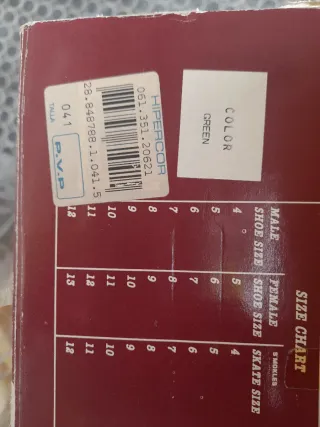 HIPERCOR
061.351.20621
28.848788.1.041.5
041
TALLA
P.V.P
COLOR
GREEN
SIZE CHART
MALE SHOE SIZE FEMALE SHOE SIZE S'MOKLES SKATE SIZE
4 5 4
5 6 5
6 7 6
7 8 7
8 9 8
9 10 9
10 11 10
11 12 11
12 13 12